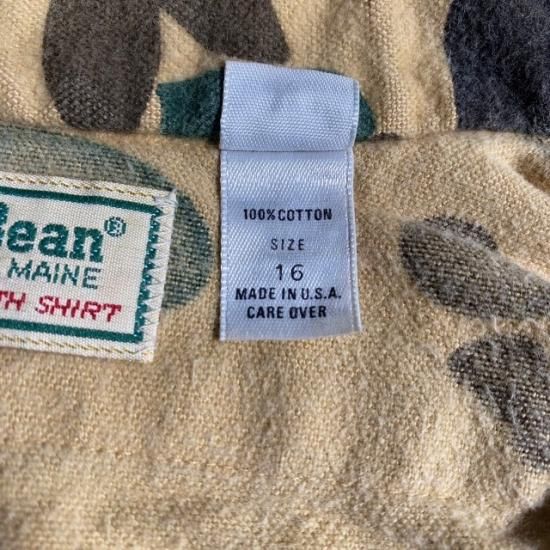 Bean®
MAINE
TH SHIRT
100% COTTON
SIZE
16
MADE IN U.S.A.
CARE OVER